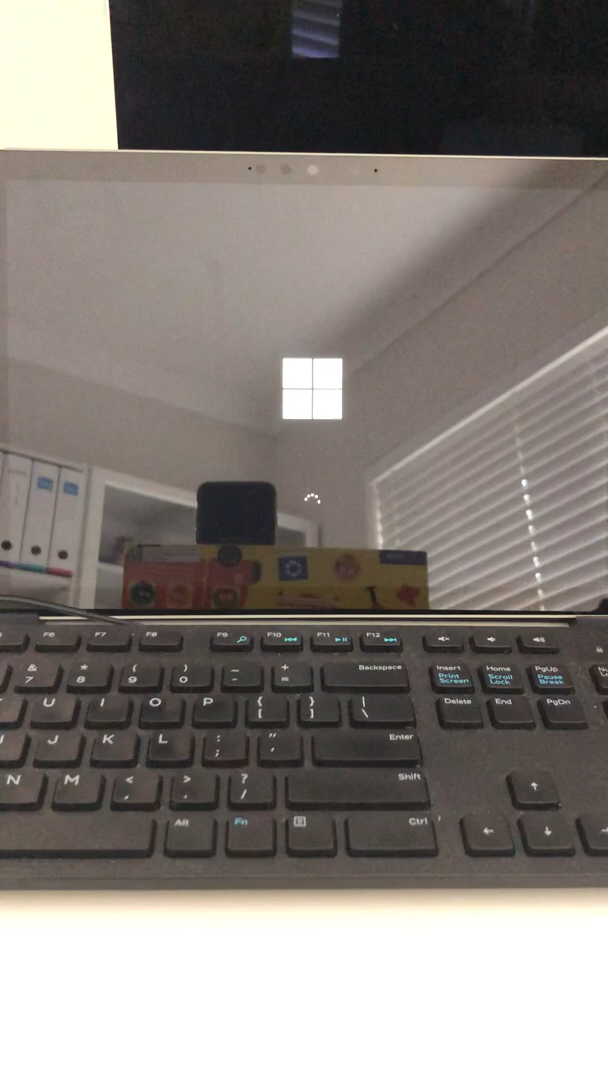 F6 F7 F8 F9 F10 F11 F12
& * ( ) _ + Backspace Insert Home PgUp
7 8 9 0 - = Print Screen Scroll Lock Pause Break
U I O P { } | Delete End PgDn
[ ] \
J K L : " Enter
; '
N M < > ? Shift
, . /
Alt Fn Ctrl